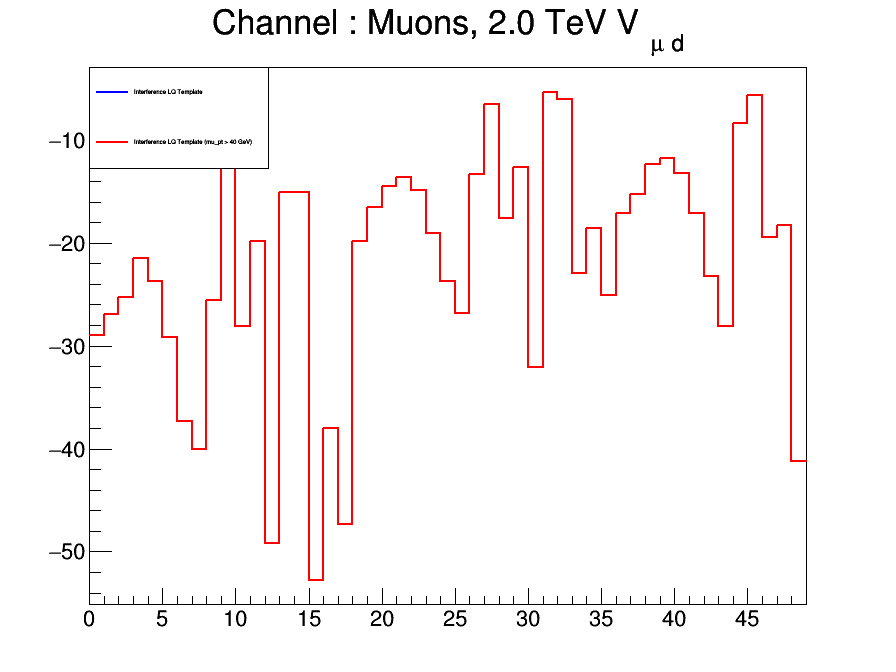 Channel : Muons, 2.0 TeV V μ d
Interference LQ Template
Interference LQ Template (mu_pt > 40 GeV)
−10
−20
−30
−40
−50
0 5 10 15 20 25 30 35 40 45